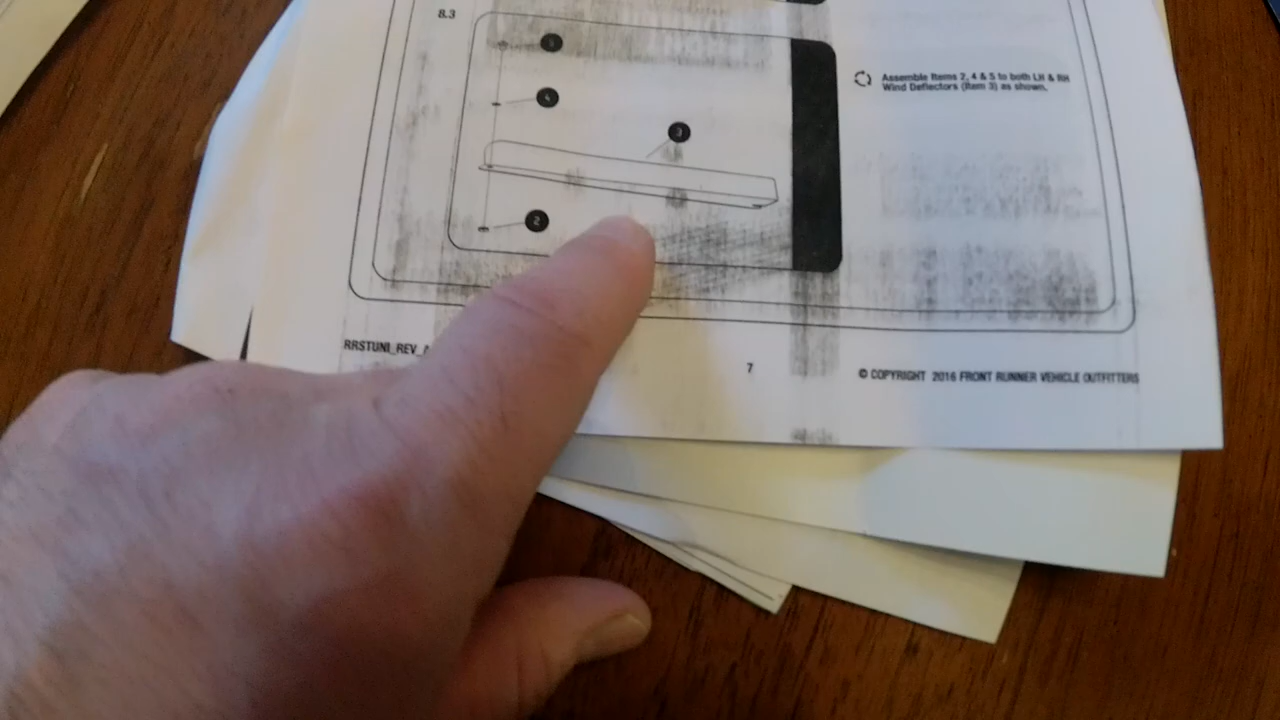 8.3
5
4
3
2
Assemble Items 2, 4 & 5 to both LH & RH
Wind Deflectors (Item 3) as shown.
RRSTUNI_REV_
7
© COPYRIGHT 2016 FRONT RUNNER VEHICLE OUTFITTERS